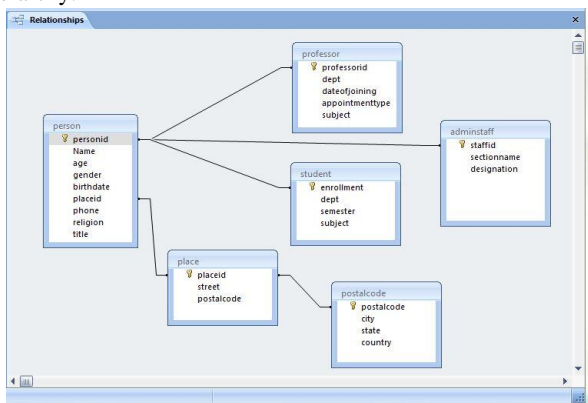 Relationships
professor
professorid
dept
dateofjoining
appointmenttype
subject
person
personid
Name
age
gender
birthdate
placeid
phone
religion
title
adminstaff
staffid
sectionname
designation
student
enrollment
dept
semester
subject
place
placeid
street
postalcode
postalcode
postalcode
city
state
country